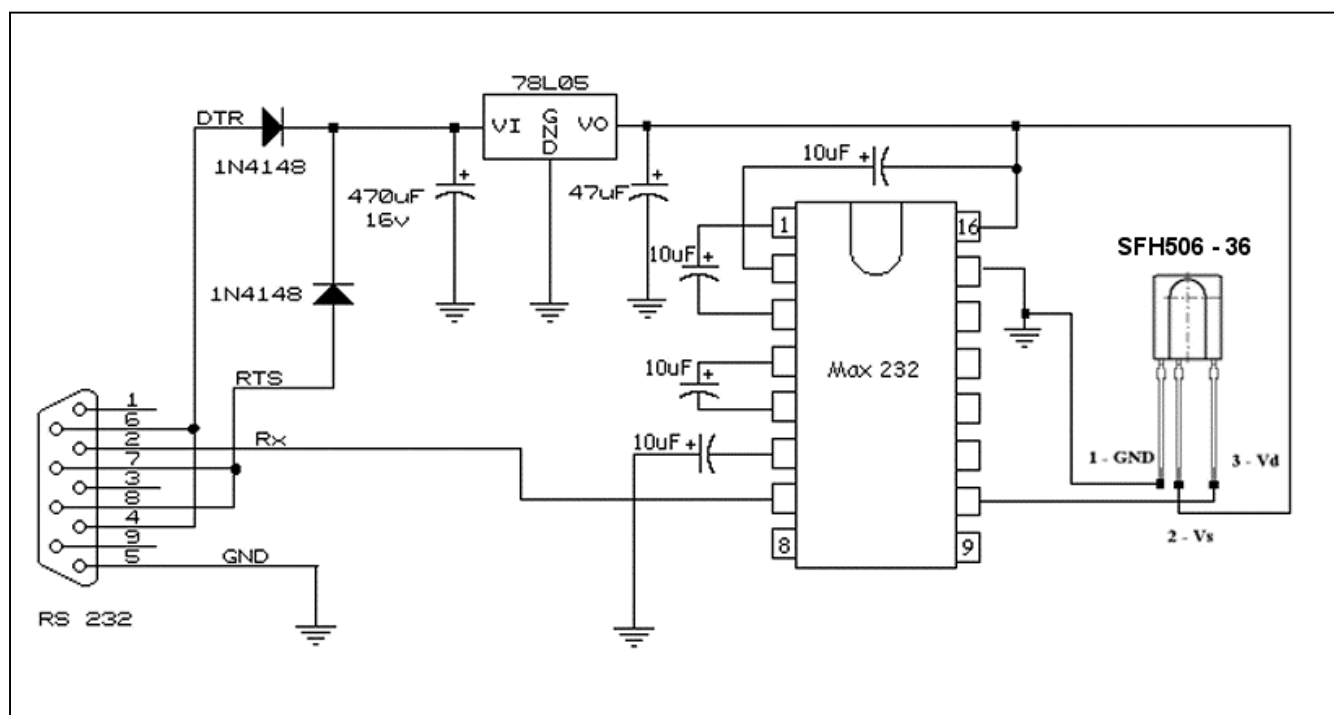 78L05
DTR
VI
GND
VO
1N4148
470uF
16v
47uF
10uF
1
16
10uF
SFH506 - 36
1N4148
Max 232
RTS
10uF
1
6
2
7
3
8
4
9
5
Rx
10uF
1 - GND
3 - Vd
2 - Vs
8
9
GND
RS 232
+
+
+
+
+
+